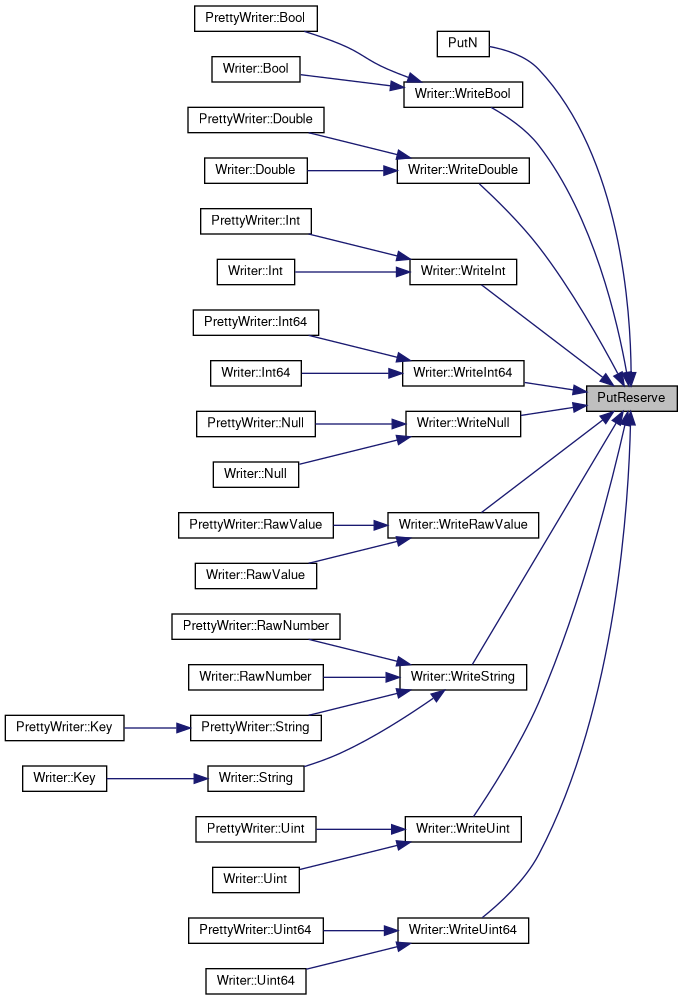 PrettyWriter::Bool
PutN
Writer::Bool
Writer::WriteBool
PrettyWriter::Double
Writer::Double
Writer::WriteDouble
PrettyWriter::Int
Writer::Int
Writer::WriteInt
PrettyWriter::Int64
Writer::Int64
Writer::WriteInt64
PutReserve
PrettyWriter::Null
Writer::WriteNull
Writer::Null
PrettyWriter::RawValue
Writer::WriteRawValue
Writer::RawValue
PrettyWriter::RawNumber
Writer::RawNumber
Writer::WriteString
PrettyWriter::Key
PrettyWriter::String
Writer::Key
Writer::String
PrettyWriter::Uint
Writer::WriteUint
Writer::Uint
PrettyWriter::Uint64
Writer::WriteUint64
Writer::Uint64